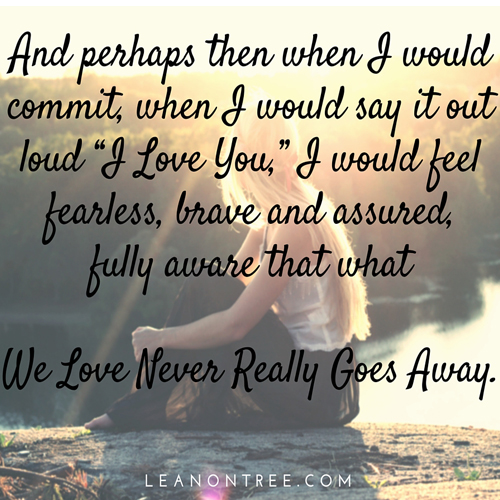 And perhaps then when I would
commit, when I would say it out
loud “I Love You,” I would feel
fearless, brave and assured,
fully aware that what
We Love Never Really Goes Away.
LEANONTREE.COM